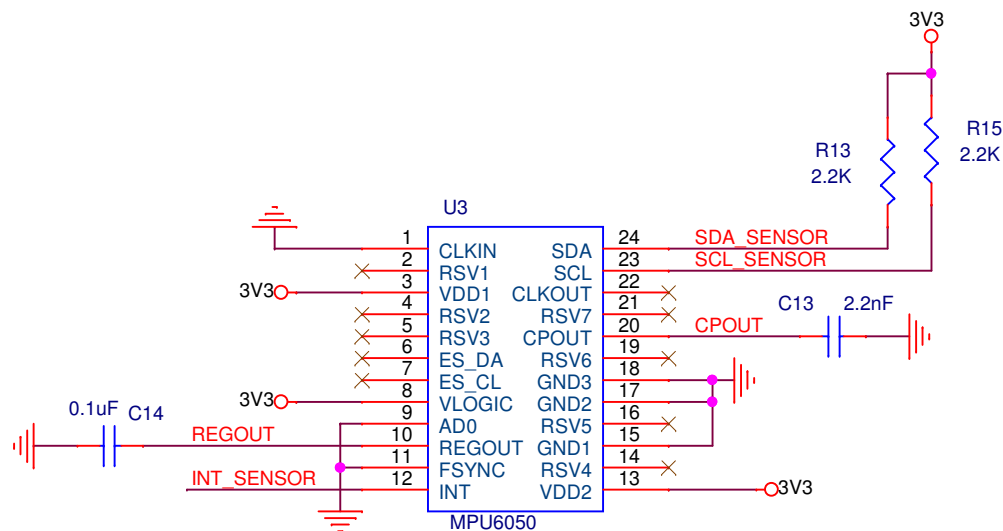 3V3
R15
2.2K
R13
2.2K
U3
1 CLKIN SDA 24 SDA_SENSOR
2 RSV1 SCL 23 SCL_SENSOR
3V3 3 VDD1 CLKOUT 22
4 RSV2 RSV7 21
5 RSV3 CPOUT 20 CPOUT C13 2.2nF
6 ES_DA RSV6 19
7 ES_CL GND3 18
3V3 8 VLOGIC GND2 17
9 AD0 RSV5 16
0.1uF C14 REGOUT 10 REGOUT GND1 15
11 FSYNC RSV4 14
INT_SENSOR 12 INT VDD2 13 3V3
MPU6050